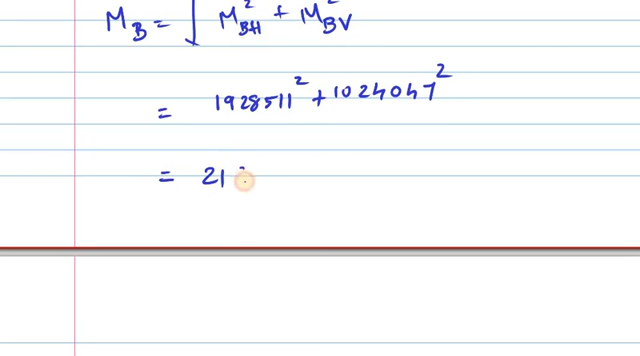 M_B = √ M_BH² + M_BV²
= 1928511² + 1024047²
= 21